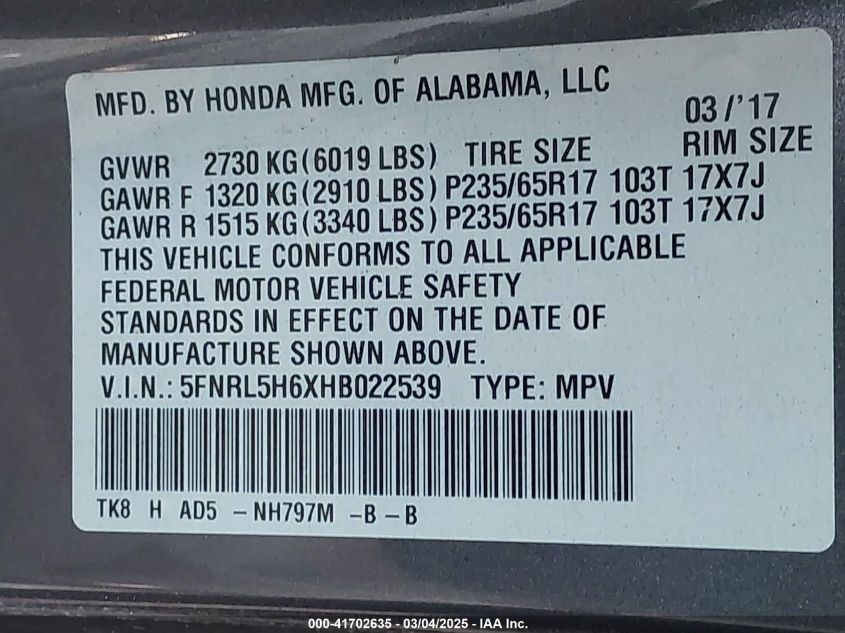 MFD. BY HONDA MFG. OF ALABAMA, LLC
03 /'17
GVWR 2730 KG (6019 LBS) TIRE SIZE RIM SIZE
GAWR F 1320 KG (2910 LBS) P235/65R17 103T 17X7J
GAWR R 1515 KG (3340 LBS) P235/65R17 103T 17X7J
THIS VEHICLE CONFORMS TO ALL APPLICABLE
FEDERAL MOTOR VEHICLE SAFETY
STANDARDS IN EFFECT ON THE DATE OF
MANUFACTURE SHOWN ABOVE.
V.I.N.: 5FNRL5H6XHB022539 TYPE: MPV
TK8 H AD5 – NH797M – B – B
000-41702635 - 03/04/2025 - IAA Inc.